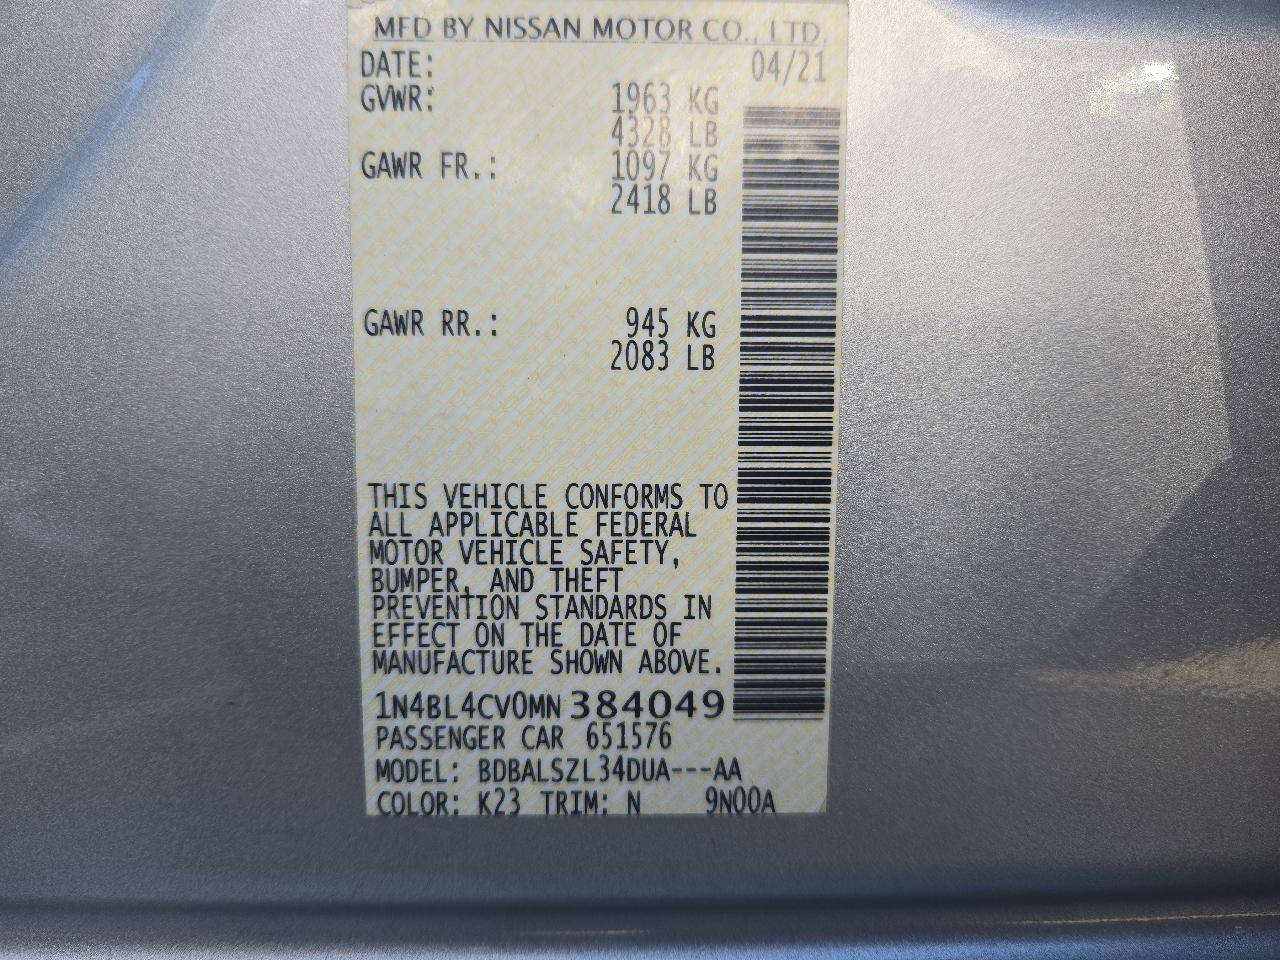 MFD BY NISSAN MOTOR CO., LTD.
DATE: 04/21
GVWR: 1963 KG
4328 LB
GAWR FR.: 1097 KG
2418 LB
GAWR RR.: 945 KG
2083 LB
THIS VEHICLE CONFORMS TO
ALL APPLICABLE FEDERAL
MOTOR VEHICLE SAFETY,
BUMPER, AND THEFT
PREVENTION STANDARDS IN
EFFECT ON THE DATE OF
MANUFACTURE SHOWN ABOVE.
1N4BL4CV0MN384049
PASSENGER CAR 651576
MODEL: BDBALSZL34DUA---AA
COLOR: K23 TRIM: N 9N00A